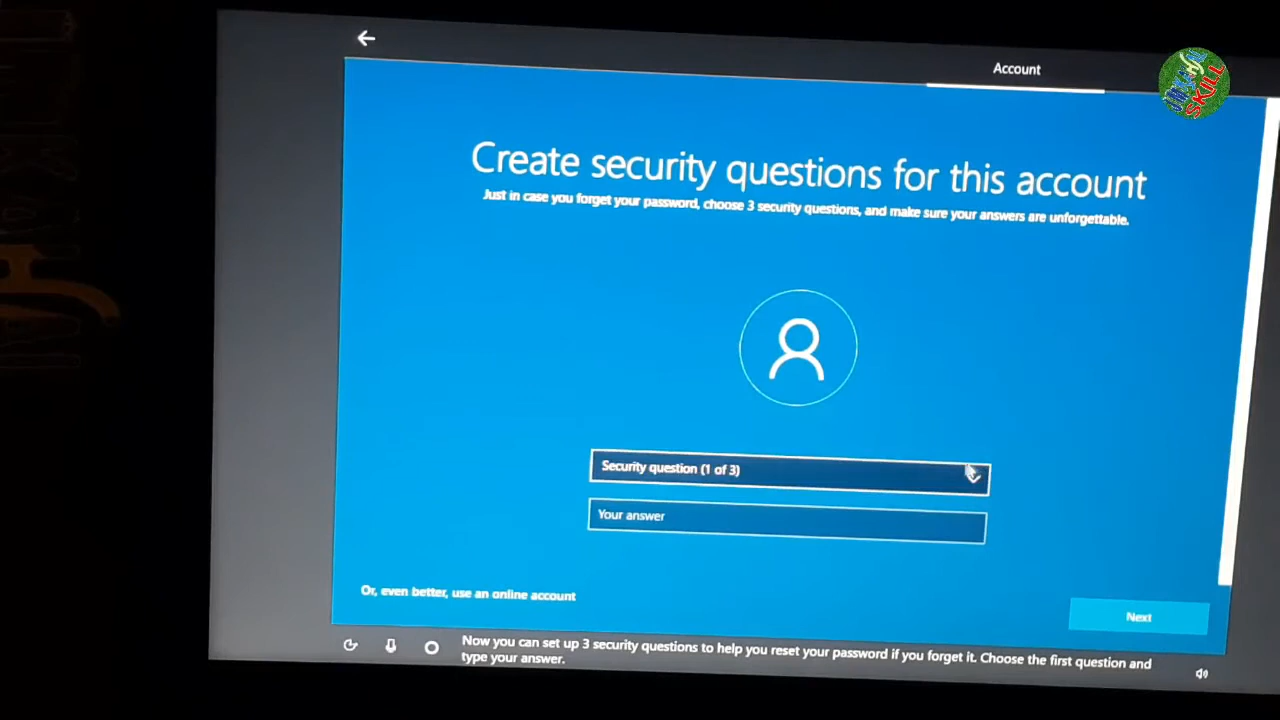 Account
Create security questions for this account
Just in case you forget your password, choose 3 security questions, and make sure your answers are unforgettable.
Security question (1 of 3)
Your answer
Or, even better, use an online account
Next
Now you can set up 3 security questions to help you reset your password if you forget it. Choose the first question and
type your answer.
SKILL